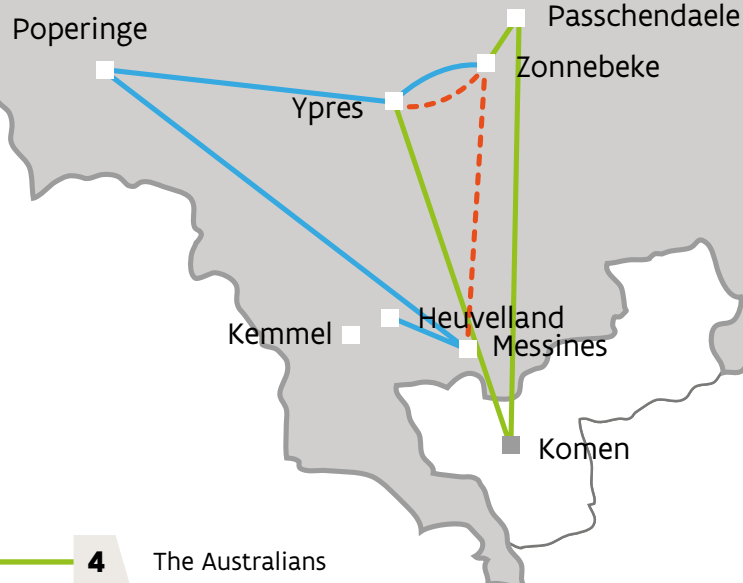 Passchendaele
Poperinge
Zonnebeke
Ypres
Heuvelland
Kemmel
Messines
Komen
4 The Australians